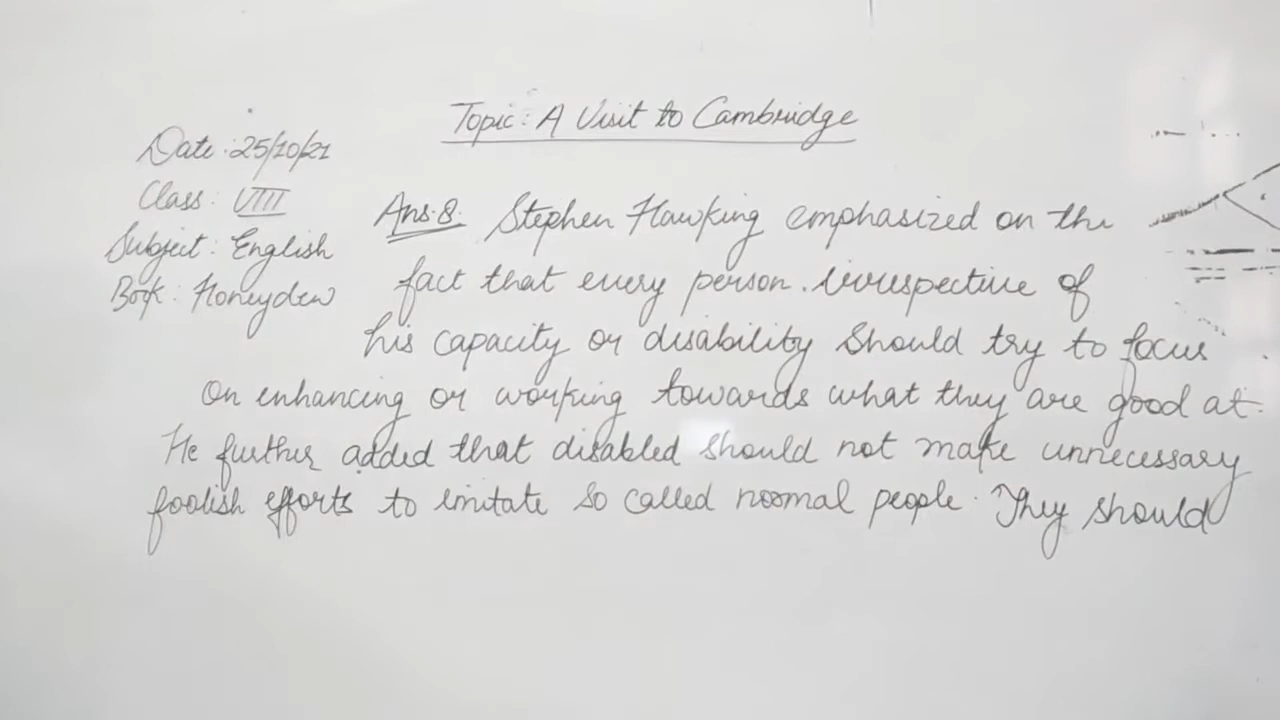 Topic: A Visit to Cambridge
Date: 25/10/21
Class: VIII
Subject: English
Book: Honeydew
Ans.8. Stephen Hawking emphasized on the
fact that every person. irrespective of
his capacity or disability should try to focus
on enhancing or working towards what they are good at.
He further added that disabled should not make unnecessary
foolish efforts to imitate so called normal people. They should